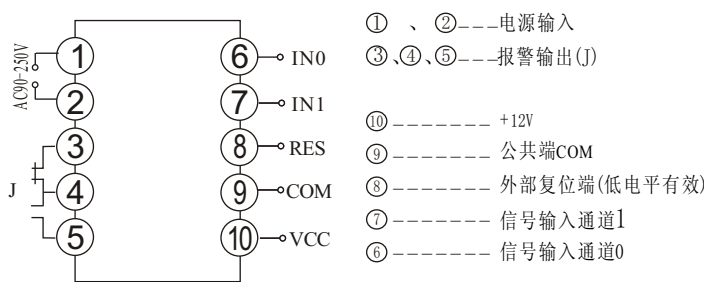 AC90-250V
J
① ⑥ IN0
② ⑦ IN1
③ ⑧ RES
④ ⑨ COM
⑤ ⑩ VCC
① 、 ②---电源输入
③、④、⑤---报警输出(J)
⑩ ------- +12V
⑨ ------- 公共端COM
⑧ ------- 外部复位端(低电平有效)
⑦ ------- 信号输入通道1
⑥ ------- 信号输入通道0